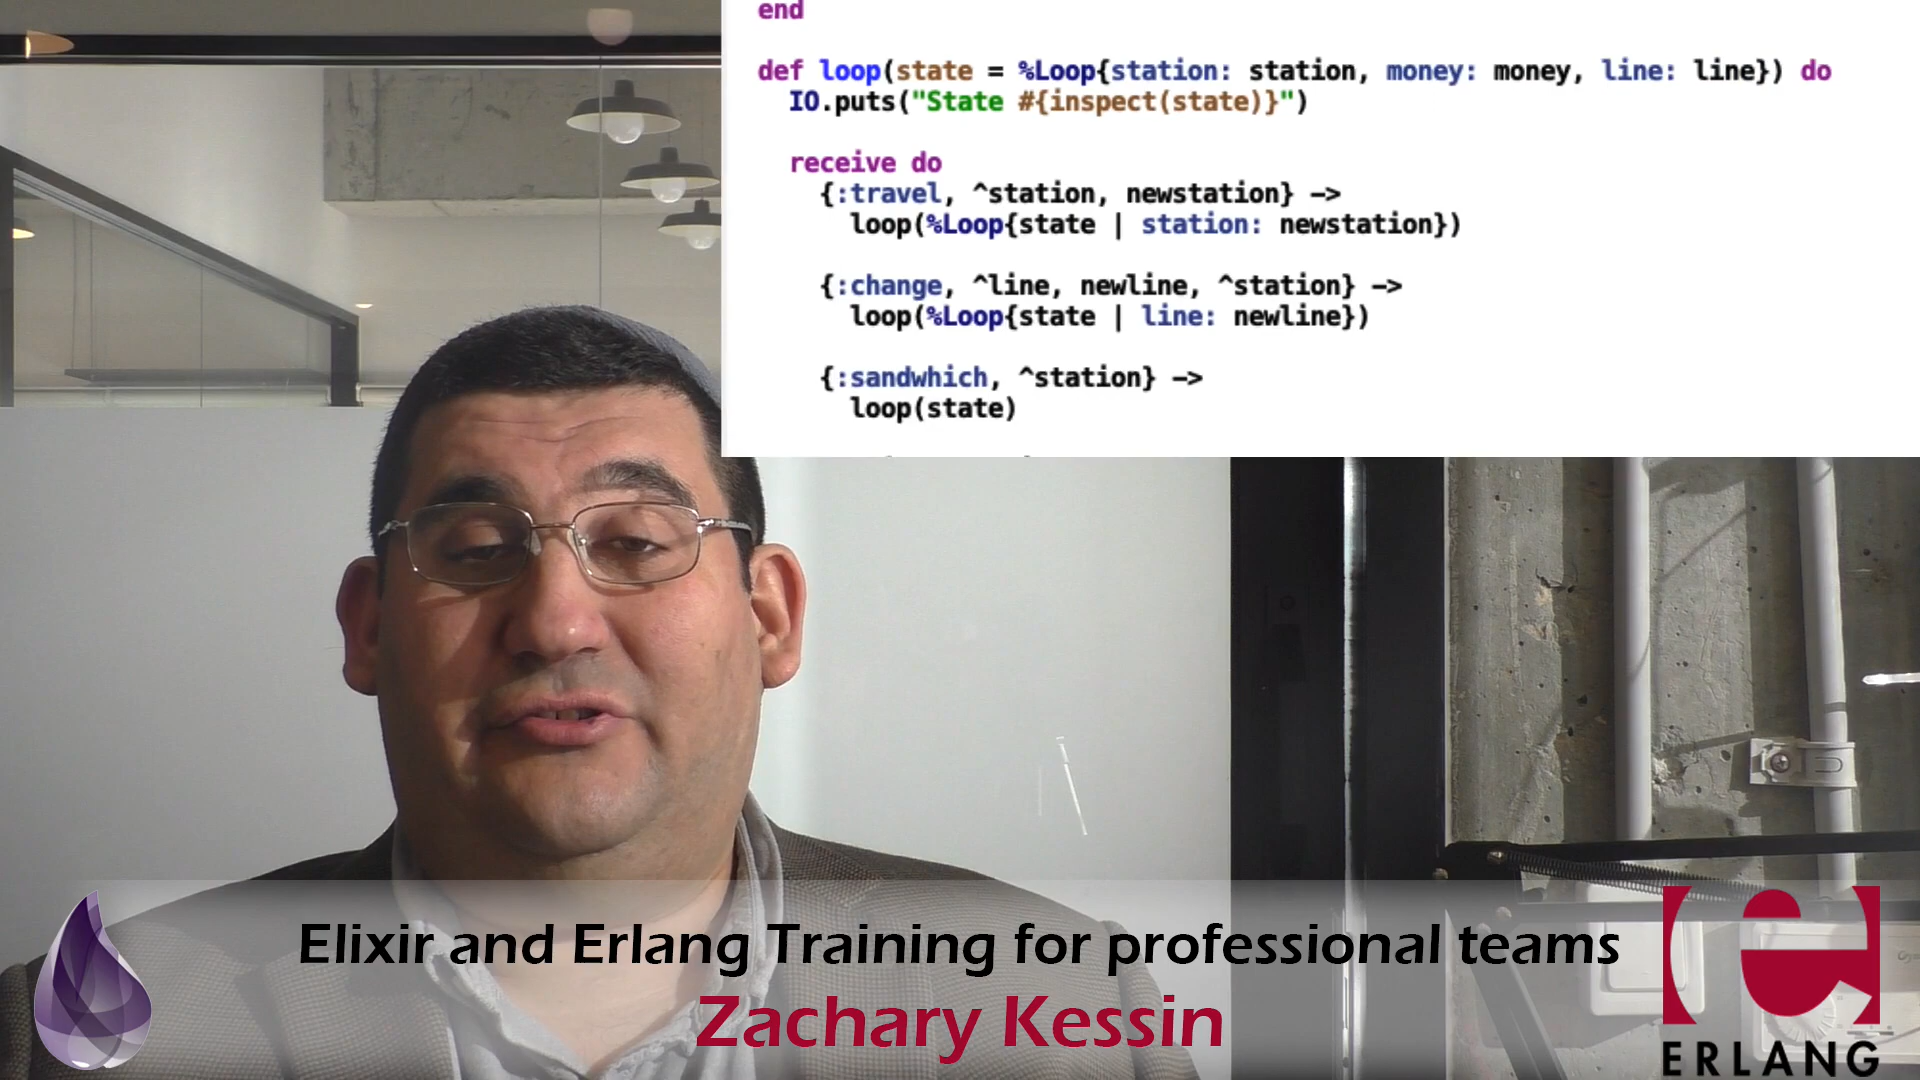 end
def loop(state = %Loop{station: station, money: money, line: line}) do
IO.puts("State #{inspect(state)}")
receive do
{:travel, ^station, newstation} ->
loop(%Loop{state | station: newstation})
{:change, ^line, newline, ^station} ->
loop(%Loop{state | line: newline})
{:sandwhich, ^station} ->
loop(state)
Elixir and Erlang Training for professional teams
Zachary Kessin
ERLANG